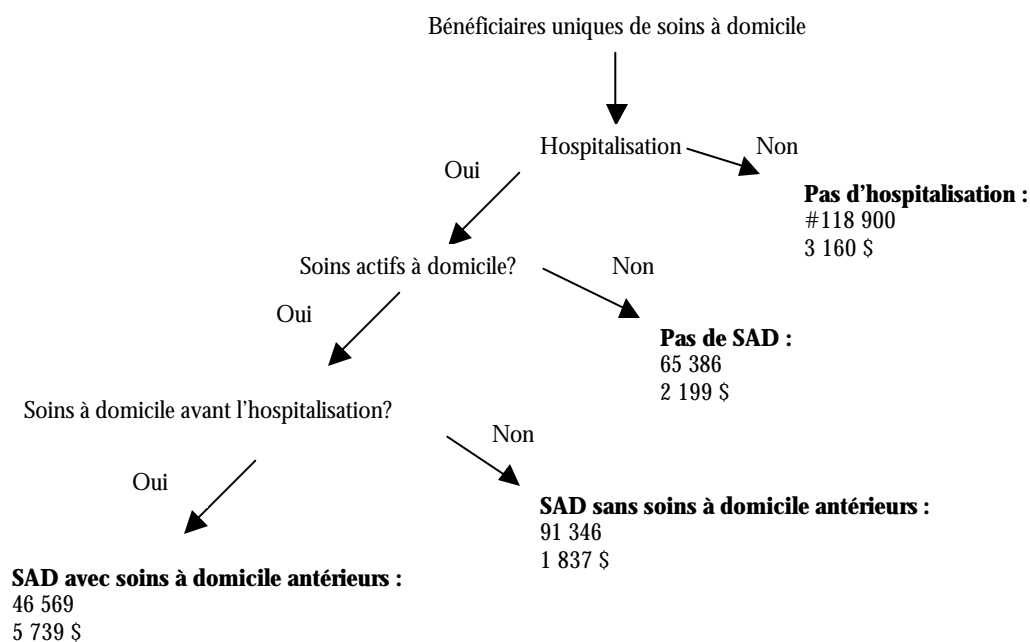 Bénéficiaires uniques de soins à domicile
Hospitalisation
Non
Oui
Pas d'hospitalisation :
#118 900
3 160 $
Soins actifs à domicile?
Non
Oui
Pas de SAD :
65 386
2 199 $
Soins à domicile avant l'hospitalisation?
Non
Oui
SAD sans soins à domicile antérieurs :
91 346
1 837 $
SAD avec soins à domicile antérieurs :
46 569
5 739 $